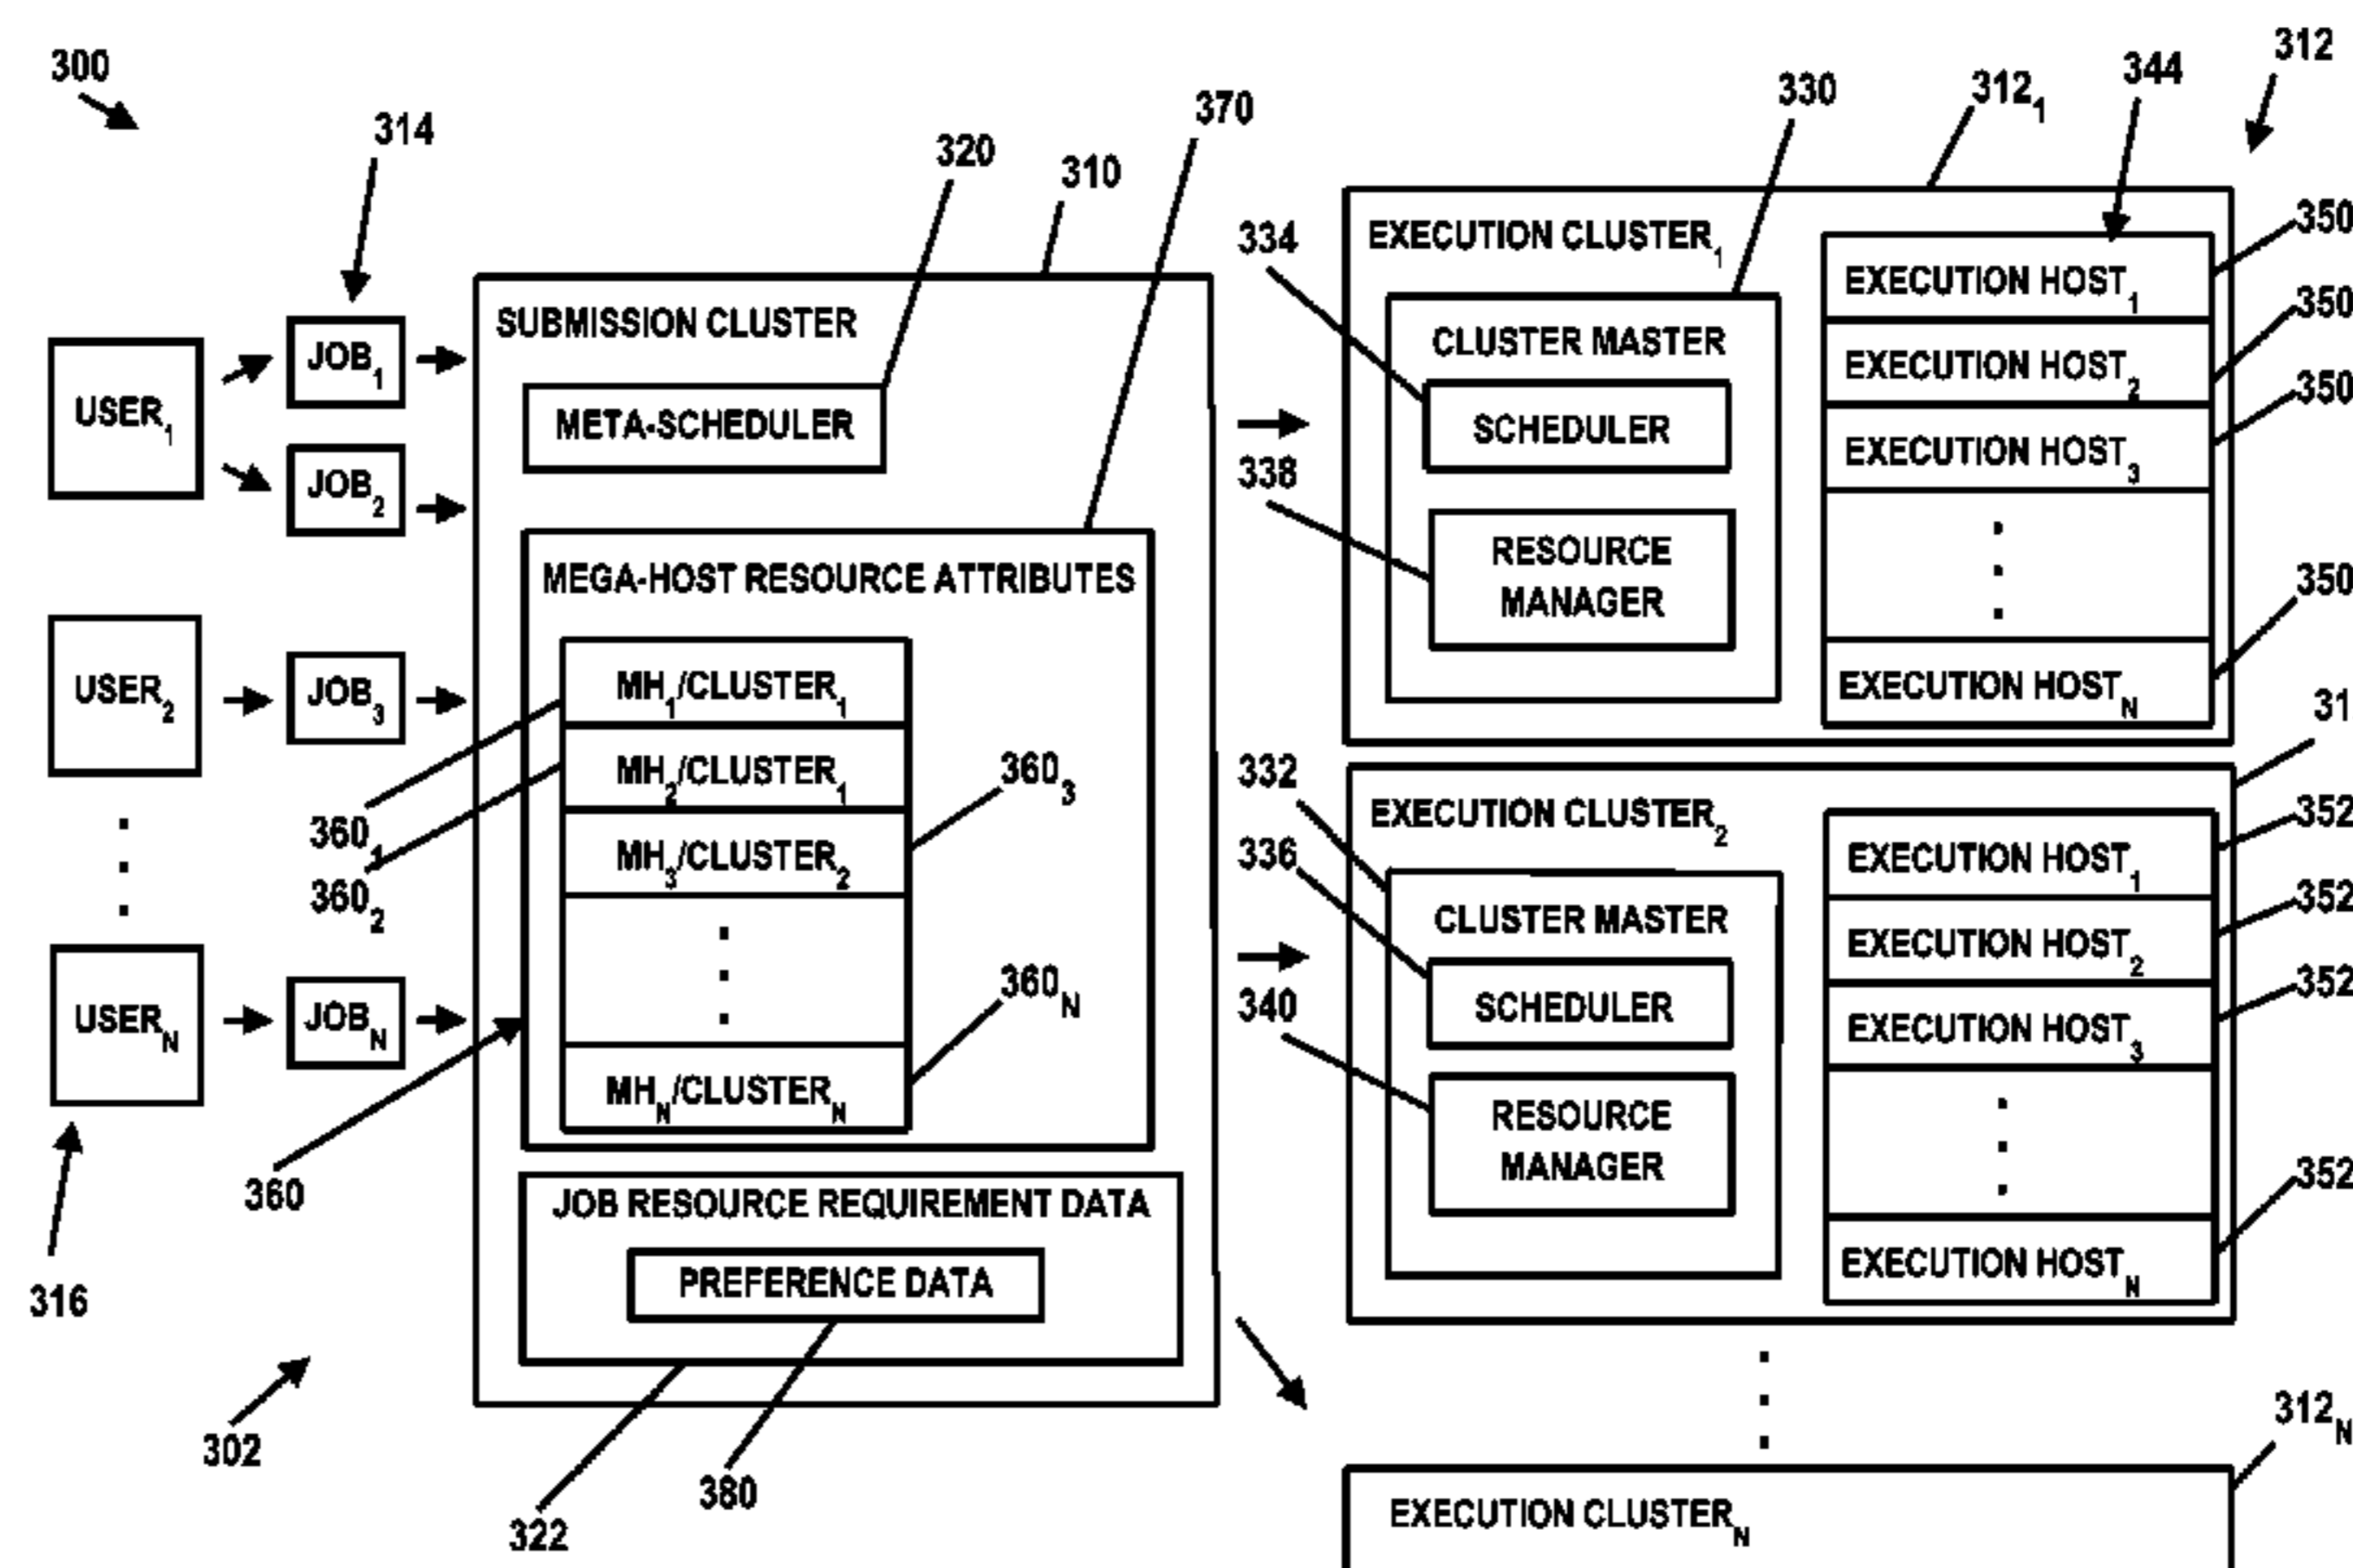 300
314
320
310
370
330
312₁
344
312
334
338
SUBMISSION CLUSTER
META-SCHEDULER
USER₁
JOB₁
JOB₂
USER₂
JOB₃
USER_N
JOB_N
316
302
MEGA-HOST RESOURCE ATTRIBUTES
MH₁/CLUSTER₁
MH₂/CLUSTER₁
MH₃/CLUSTER₂
MH_N/CLUSTER_N
360₁
360₂
360₃
360_N
360
JOB RESOURCE REQUIREMENT DATA
PREFERENCE DATA
380
322
EXECUTION CLUSTER₁
CLUSTER MASTER
SCHEDULER
RESOURCE
MANAGER
EXECUTION HOST₁
EXECUTION HOST₂
EXECUTION HOST₃
EXECUTION HOST_N
350
350
350
350
31
332
336
340
EXECUTION CLUSTER₂
CLUSTER MASTER
SCHEDULER
RESOURCE
MANAGER
EXECUTION HOST₁
EXECUTION HOST₂
EXECUTION HOST₃
EXECUTION HOST_N
352
352
352
352
312_N
EXECUTION CLUSTER_N